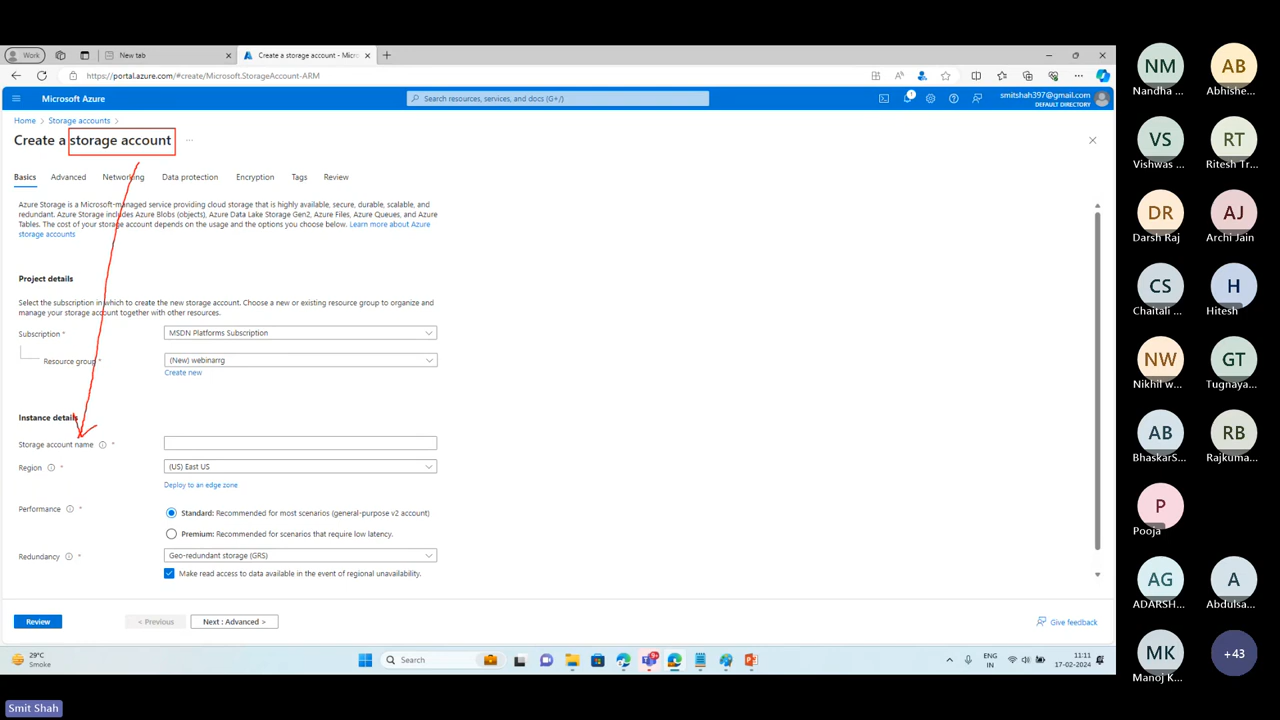 Work
New tab
Create a storage account - Micro
https://portal.azure.com/#create/Microsoft.StorageAccount-ARM
Microsoft Azure
Search resources, services, and docs (G+/)
1
smitshah397@gmail.com
DEFAULT DIRECTORY
Home > Storage accounts >
Create a storage account ...
Basics
Advanced
Networking
Data protection
Encryption
Tags
Review
Azure Storage is a Microsoft-managed service providing cloud storage that is highly available, secure, durable, scalable, and
redundant. Azure Storage includes Azure Blobs (objects), Azure Data Lake Storage Gen2, Azure Files, Azure Queues, and Azure
Tables. The cost of your storage account depends on the usage and the options you choose below. Learn more about Azure
storage accounts
Project details
Select the subscription in which to create the new storage account. Choose a new or existing resource group to organize and
manage your storage account together with other resources.
Subscription *
MSDN Platforms Subscription
Resource group *
(New) webinarrg
Create new
Instance details
Storage account name *
Region *
(US) East US
Deploy to an edge zone
Performance *
Standard: Recommended for most scenarios (general-purpose v2 account)
Premium: Recommended for scenarios that require low latency.
Redundancy *
Geo-redundant storage (GRS)
Make read access to data available in the event of regional unavailability.
Review
< Previous
Next : Advanced >
Give feedback
29°C
Smoke
Search
ENG
IN
11:11
17-02-2024
NM
Nandha ...
AB
Abhishe...
VS
Vishwas ...
RT
Ritesh Tr...
DR
Darsh Raj
AJ
Archi Jain
CS
Chaitali ...
H
Hitesh
NW
Nikhil w...
GT
Tugnaya...
AB
BhaskarS...
RB
Rajkuma...
P
Pooja
AG
ADARSH...
A
Abdulsa...
MK
Manoj K...
+43
Smit Shah